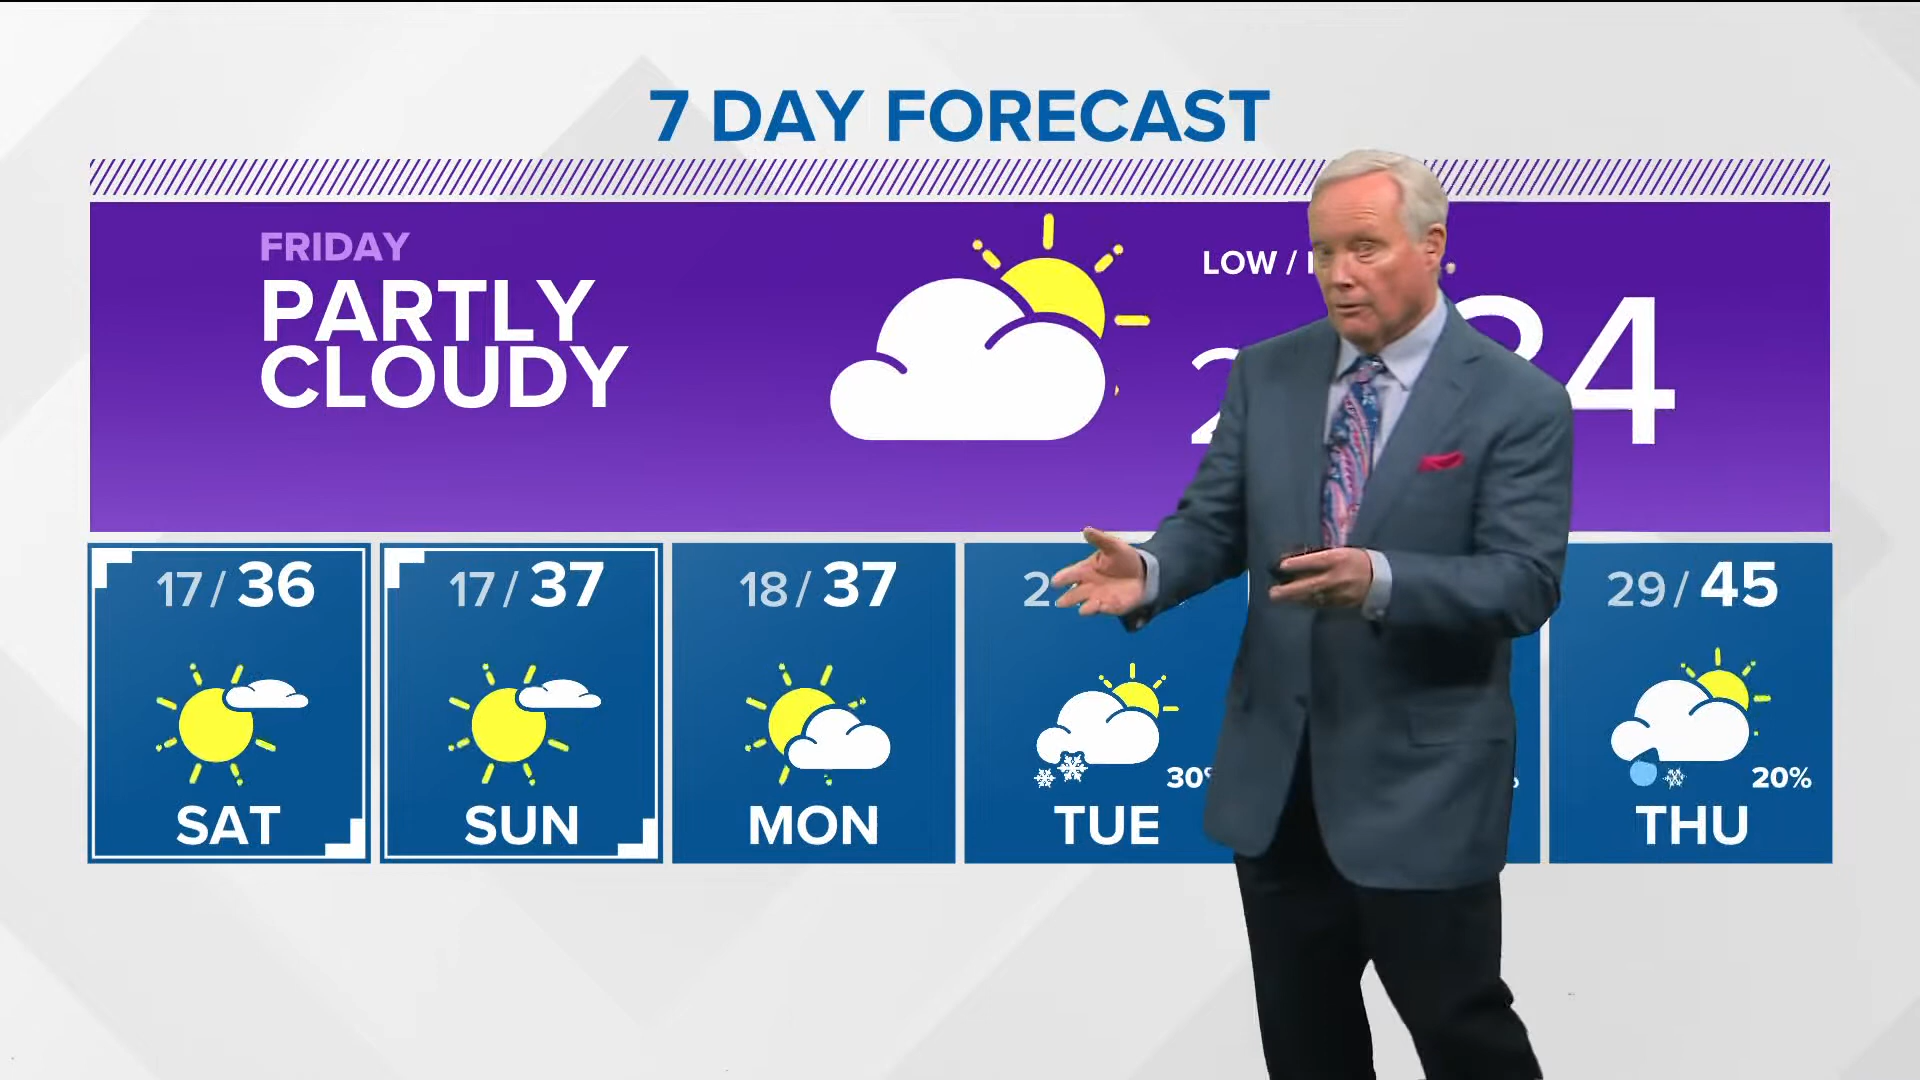 7 DAY FORECAST
FRIDAY
PARTLY
CLOUDY
LOW /
17/36
17/37
18/37
29/45
30%
20%
SAT
SUN
MON
TUE
THU